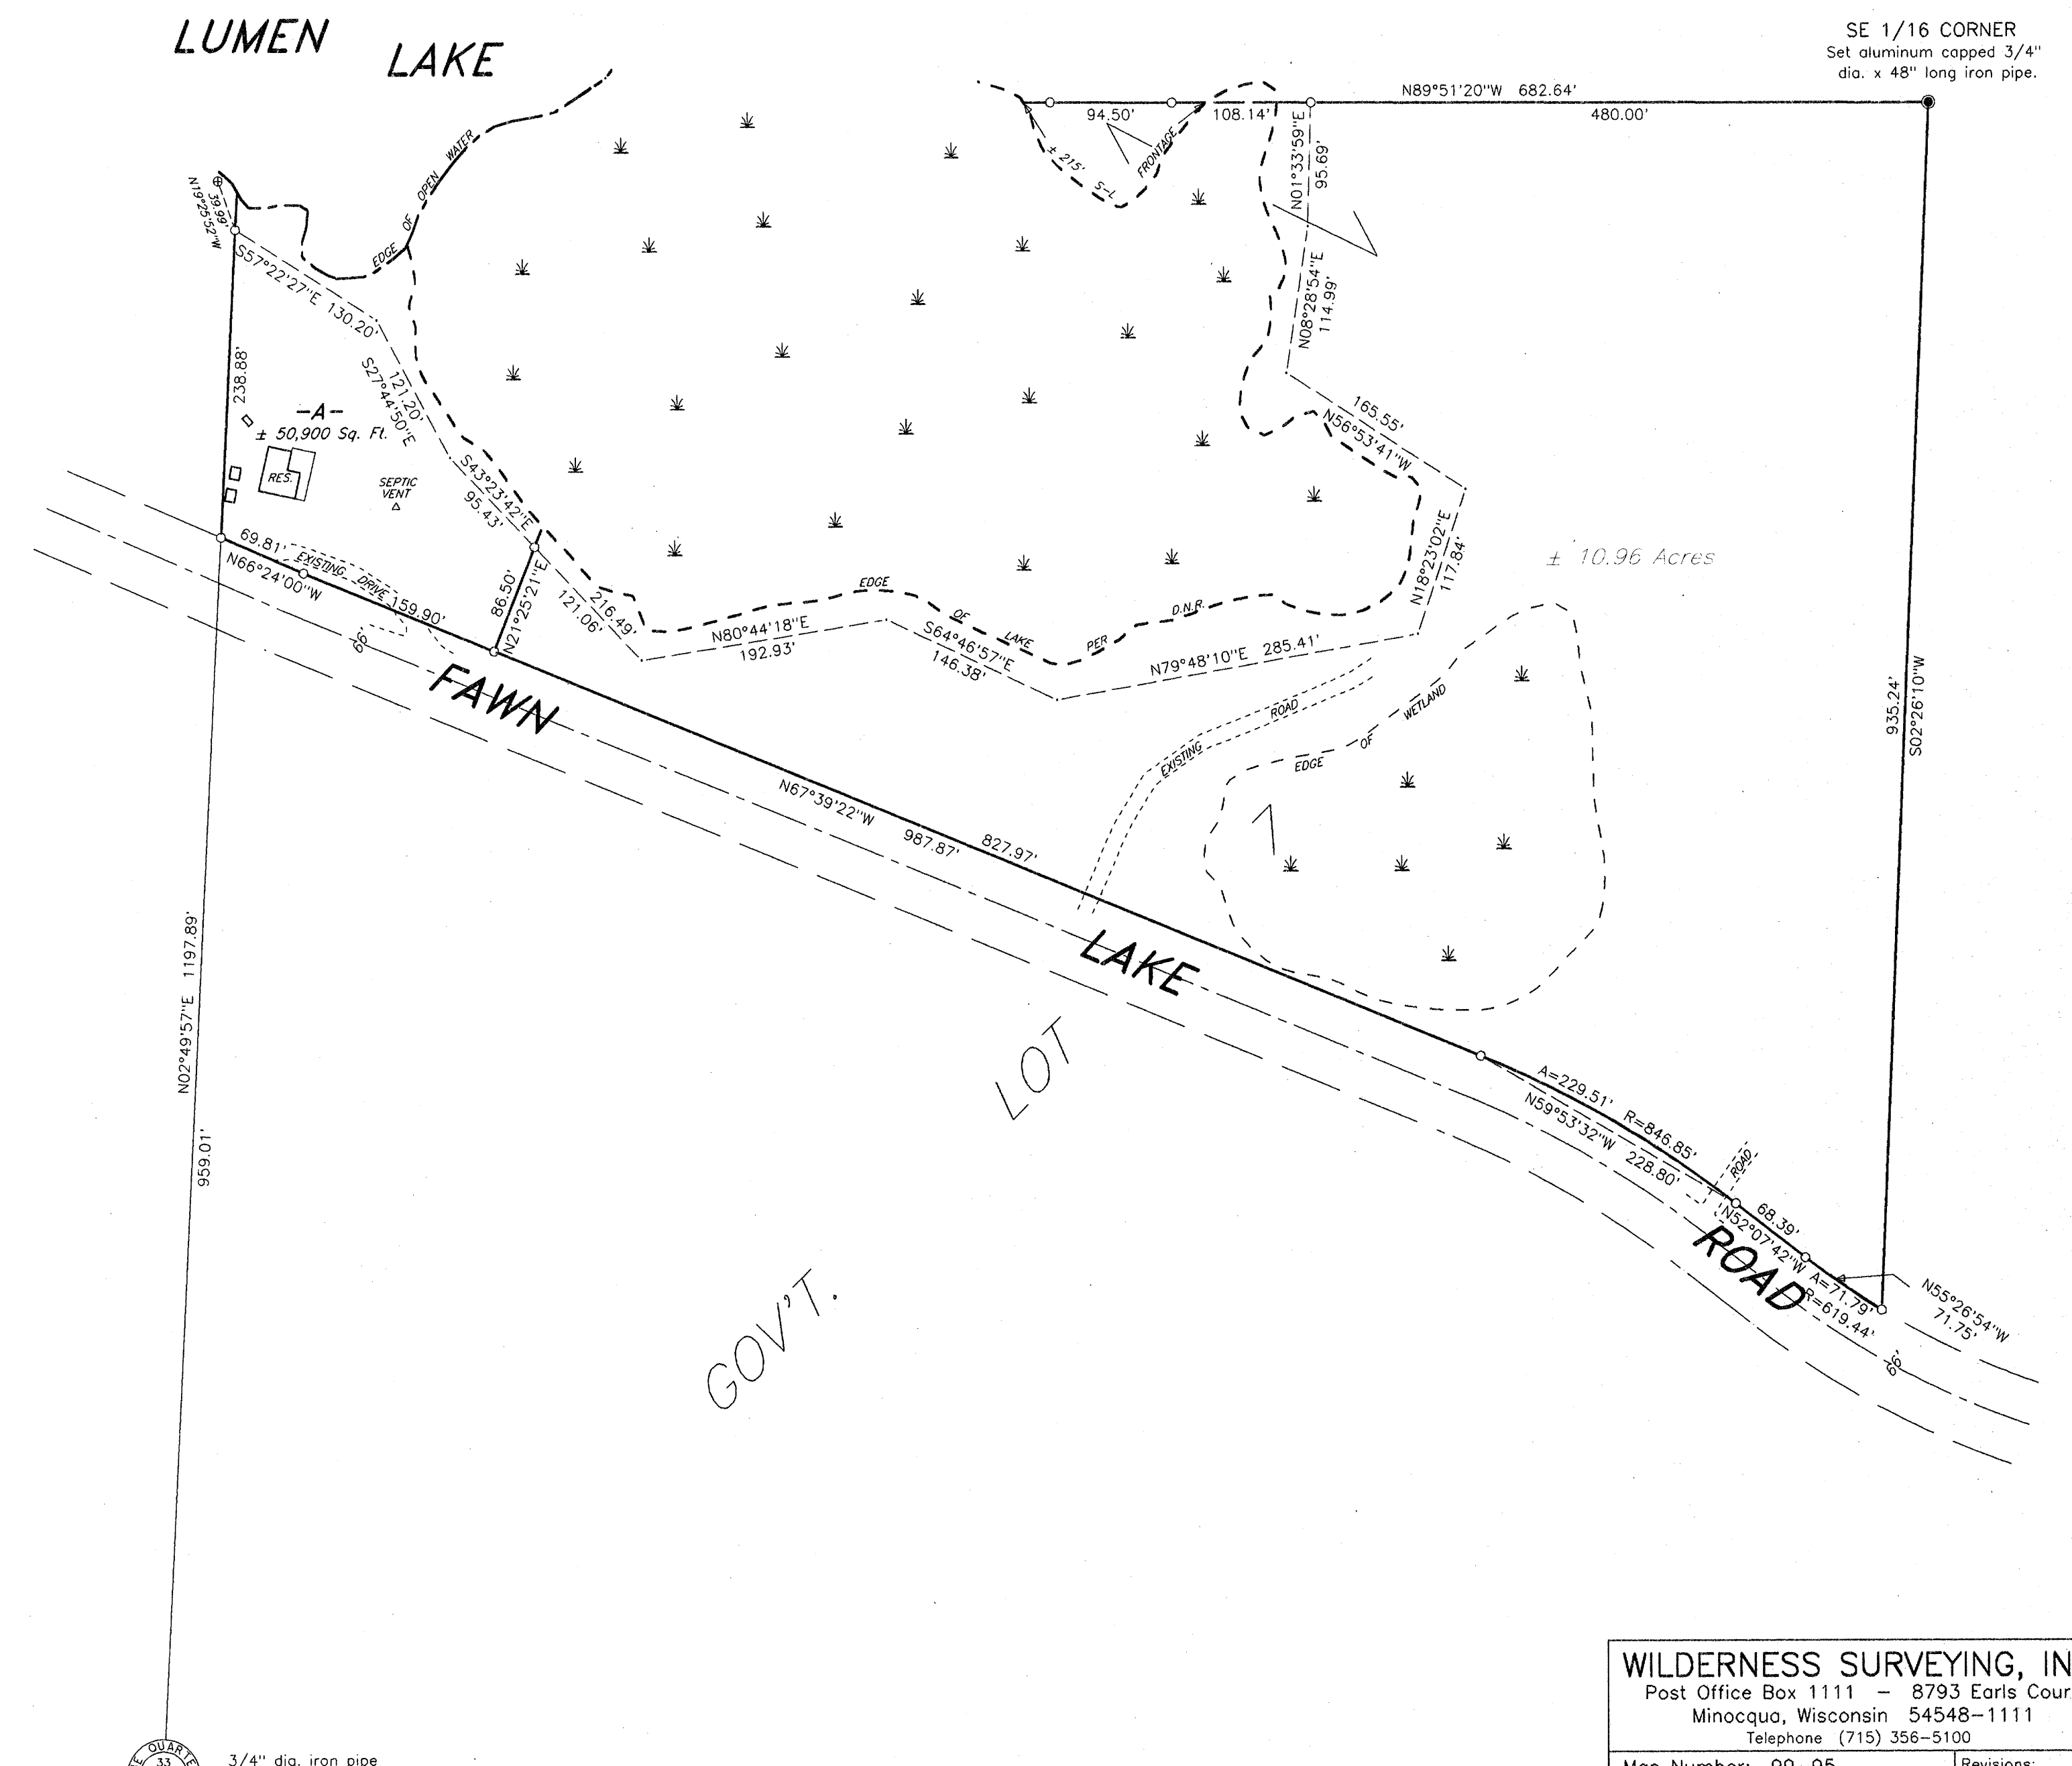 LUMEN
LAKE
SE 1/16 CORNER
Set aluminum capped 3/4"
dia. x 48" long iron pipe.
N89°51'20"W 682.64'
94.50'
108.14'
480.00'
± 215' S-L FRONTAGE
N01°33'59"E
95.69'
N08°28'54"E
114.99'
165.55'
N56°53'41"W
N18°23'02"E
117.84'
± 10.96 Acres
EDGE OF OPEN WATER
N19°25'52"W
39.99'
S57°22'27"E 130.20'
238.88'
121.20'
S27°44'50"E
-A-
± 50,900 Sq. Ft.
RES.
SEPTIC
VENT
S43°23'42"E
95.43'
216.49'
121.06'
69.81'
N66°24'00"W
EXISTING DRIVE
159.90'
66'
86.50'
N21°25'21"E
EDGE OF LAKE PER D.N.R.
N80°44'18"E
192.93'
S64°46'57"E
146.38'
N79°48'10"E 285.41'
EXISTING ROAD
EDGE OF WETLAND
1
935.24'
S02°26'10"W
FAWN
LAKE
ROAD
N67°39'22"W 987.87'
827.97'
N02°49'57"E 1197.89'
959.01'
GOV'T.
LOT
A=229.51' R=846.85'
N59°53'32"W 228.80'
ROAD
68.39'
N52°07'42"W
A=71.79'
R=619.44'
N55°26'54"W
71.75'
66'
WILDERNESS SURVEYING, IN
Post Office Box 1111 - 8793 Earls Cour
Minocqua, Wisconsin 54548-1111
Telephone (715) 356-5100
Map Number: 99-95
Revisions:
QUARTE
33
3/4" dia. iron pipe